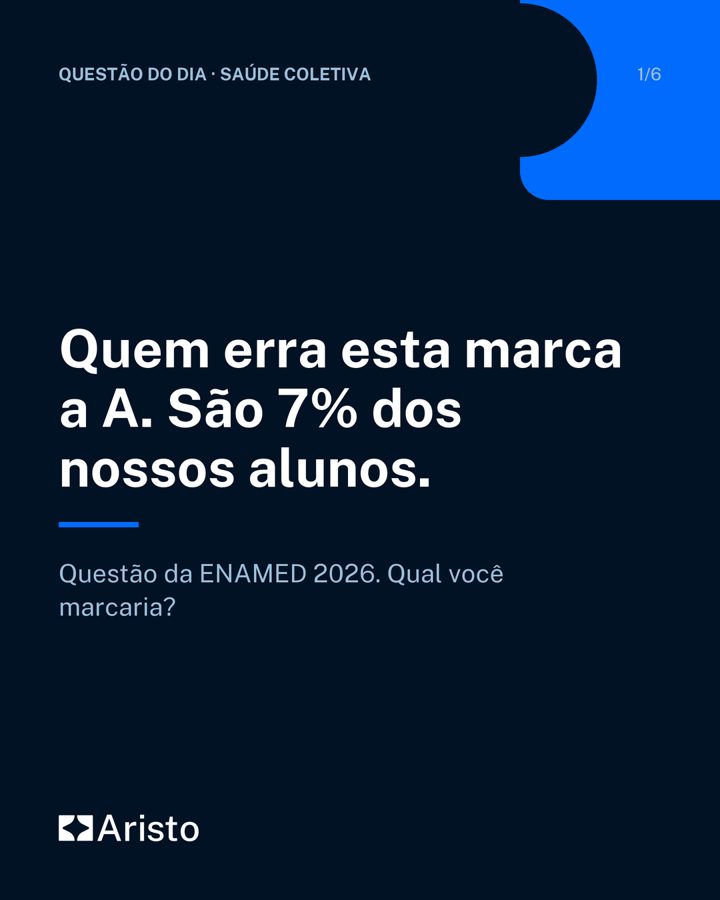 QUESTÃO DO DIA · SAÚDE COLETIVA
1/6
Quem erra esta marca
a A. São 7% dos
nossos alunos.
Questão da ENAMED 2026. Qual você
marcaria?
Aristo